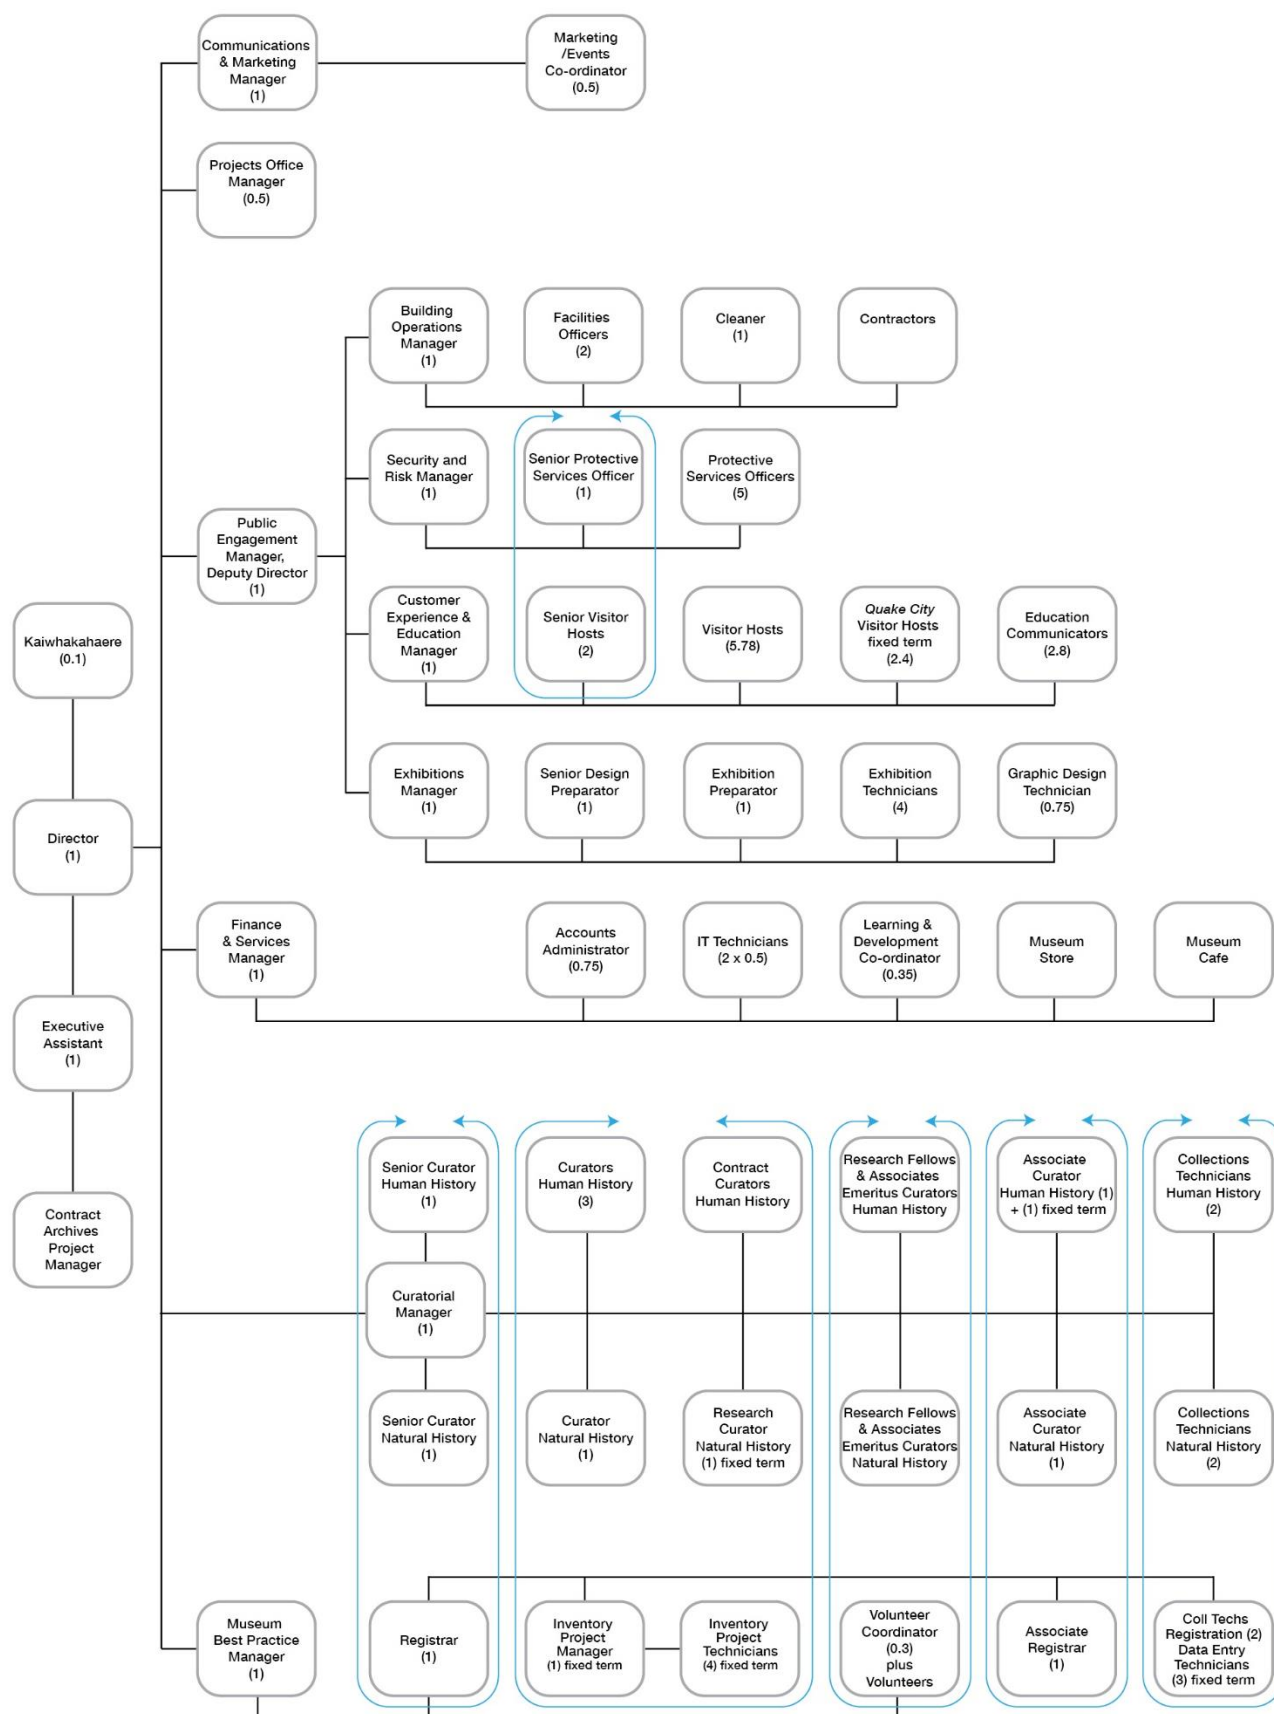 Communications
& Marketing
Manager
(1)
Marketing
/Events
Co-ordinator
(0.5)
Projects Office
Manager
(0.5)
Building
Operations
Manager
(1)
Facilities
Officers
(2)
Cleaner
(1)
Contractors
Security and
Risk Manager
(1)
Senior Protective
Services Officer
(1)
Protective
Services Officers
(5)
Public
Engagement
Manager,
Deputy Director
(1)
Customer
Experience &
Education
Manager
(1)
Senior Visitor
Hosts
(2)
Visitor Hosts
(5.78)
Quake City
Visitor Hosts
fixed term
(2.4)
Education
Communicators
(2.8)
Kaiwhakahaere
(0.1)
Exhibitions
Manager
(1)
Senior Design
Preparator
(1)
Exhibition
Preparator
(1)
Exhibition
Technicians
(4)
Graphic Design
Technician
(0.75)
Director
(1)
Finance
& Services
Manager
(1)
Accounts
Administrator
(0.75)
IT Technicians
(2 x 0.5)
Learning &
Development
Co-ordinator
(0.35)
Museum
Store
Museum
Cafe
Executive
Assistant
(1)
Contract
Archives
Project
Manager
Senior Curator
Human History
(1)
Curators
Human History
(3)
Contract
Curators
Human History
Research Fellows
& Associates
Emeritus Curators
Human History
Associate
Curator
Human History (1)
+ (1) fixed term
Collections
Technicians
Human History
(2)
Curatorial
Manager
(1)
Senior Curator
Natural History
(1)
Curator
Natural History
(1)
Research
Curator
Natural History
(1) fixed term
Research Fellows
& Associates
Emeritus Curators
Natural History
Associate
Curator
Natural History
(1)
Collections
Technicians
Natural History
(2)
Museum
Best Practice
Manager
(1)
Registrar
(1)
Inventory
Project
Manager
(1) fixed term
Inventory
Project
Technicians
(4) fixed term
Volunteer
Coordinator
(0.3)
plus
Volunteers
Associate
Registrar
(1)
Coll Techs
Registration (2)
Data Entry
Technicians
(3) fixed term